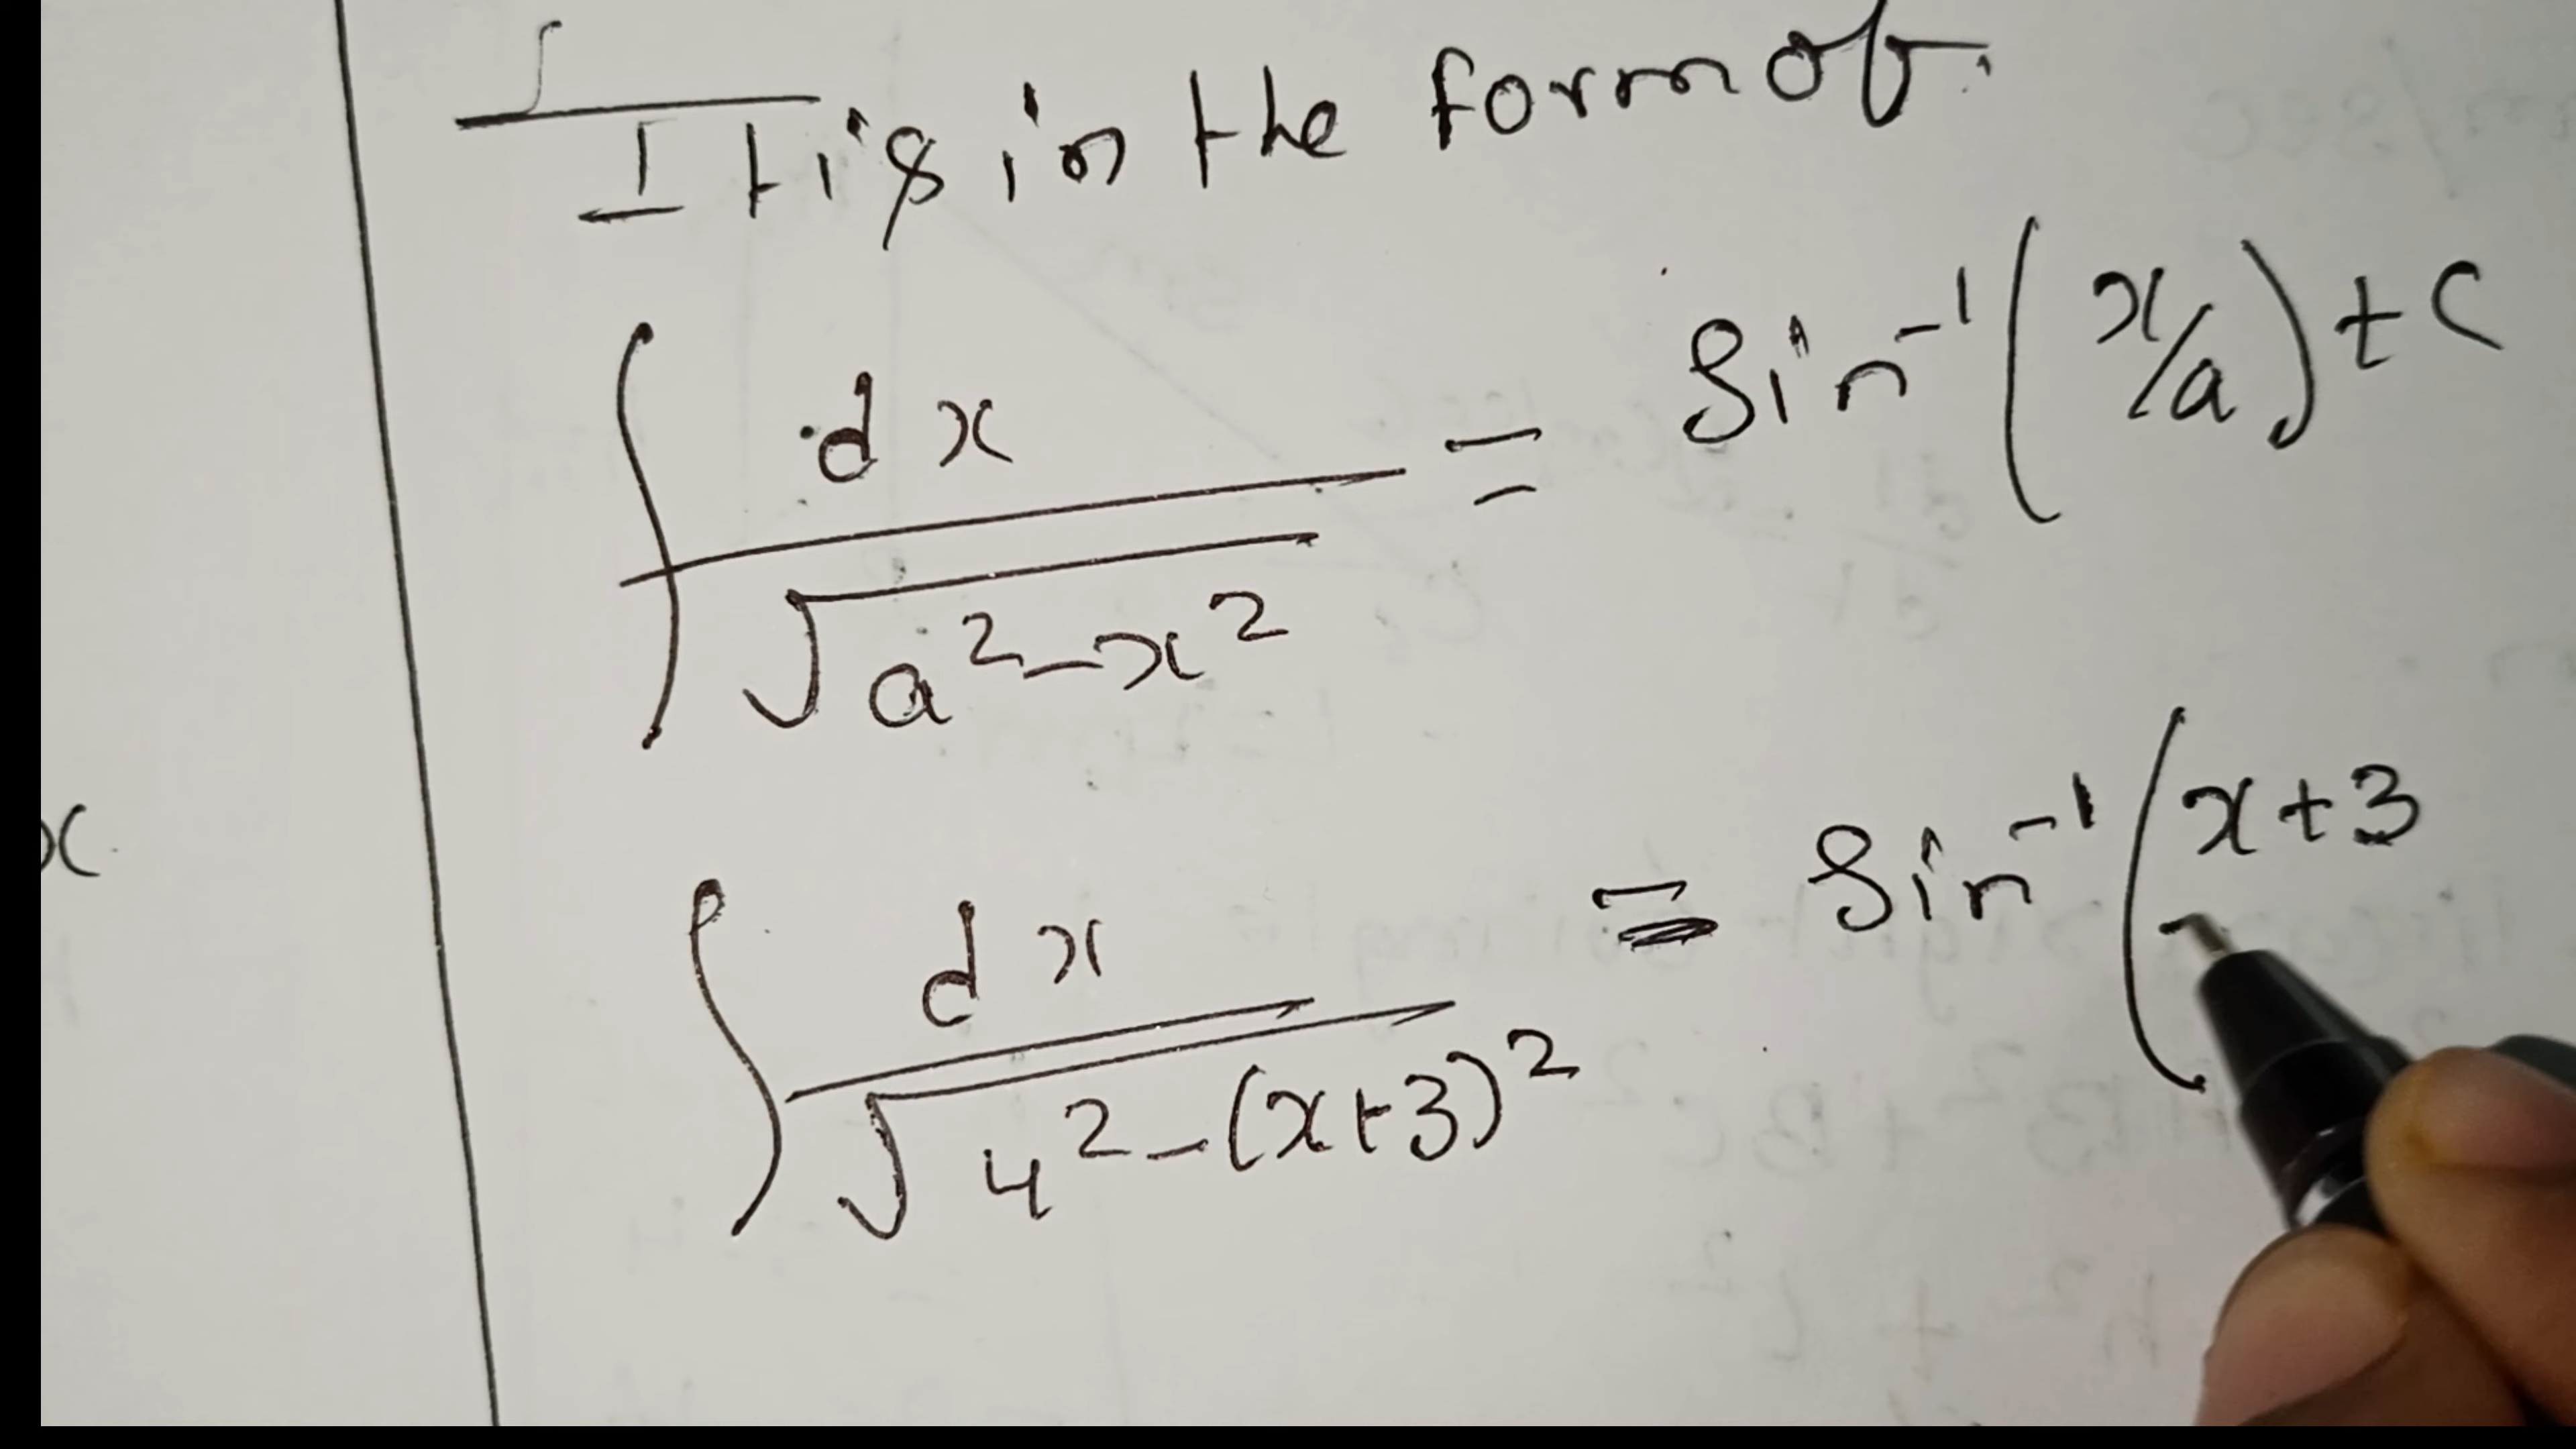 It is in the form of.
∫ dx / √(a² - x²) = Sin⁻¹ (x/a) + C
x
∫ dx / √(4² - (x+3)²) = Sin⁻¹ (x+3